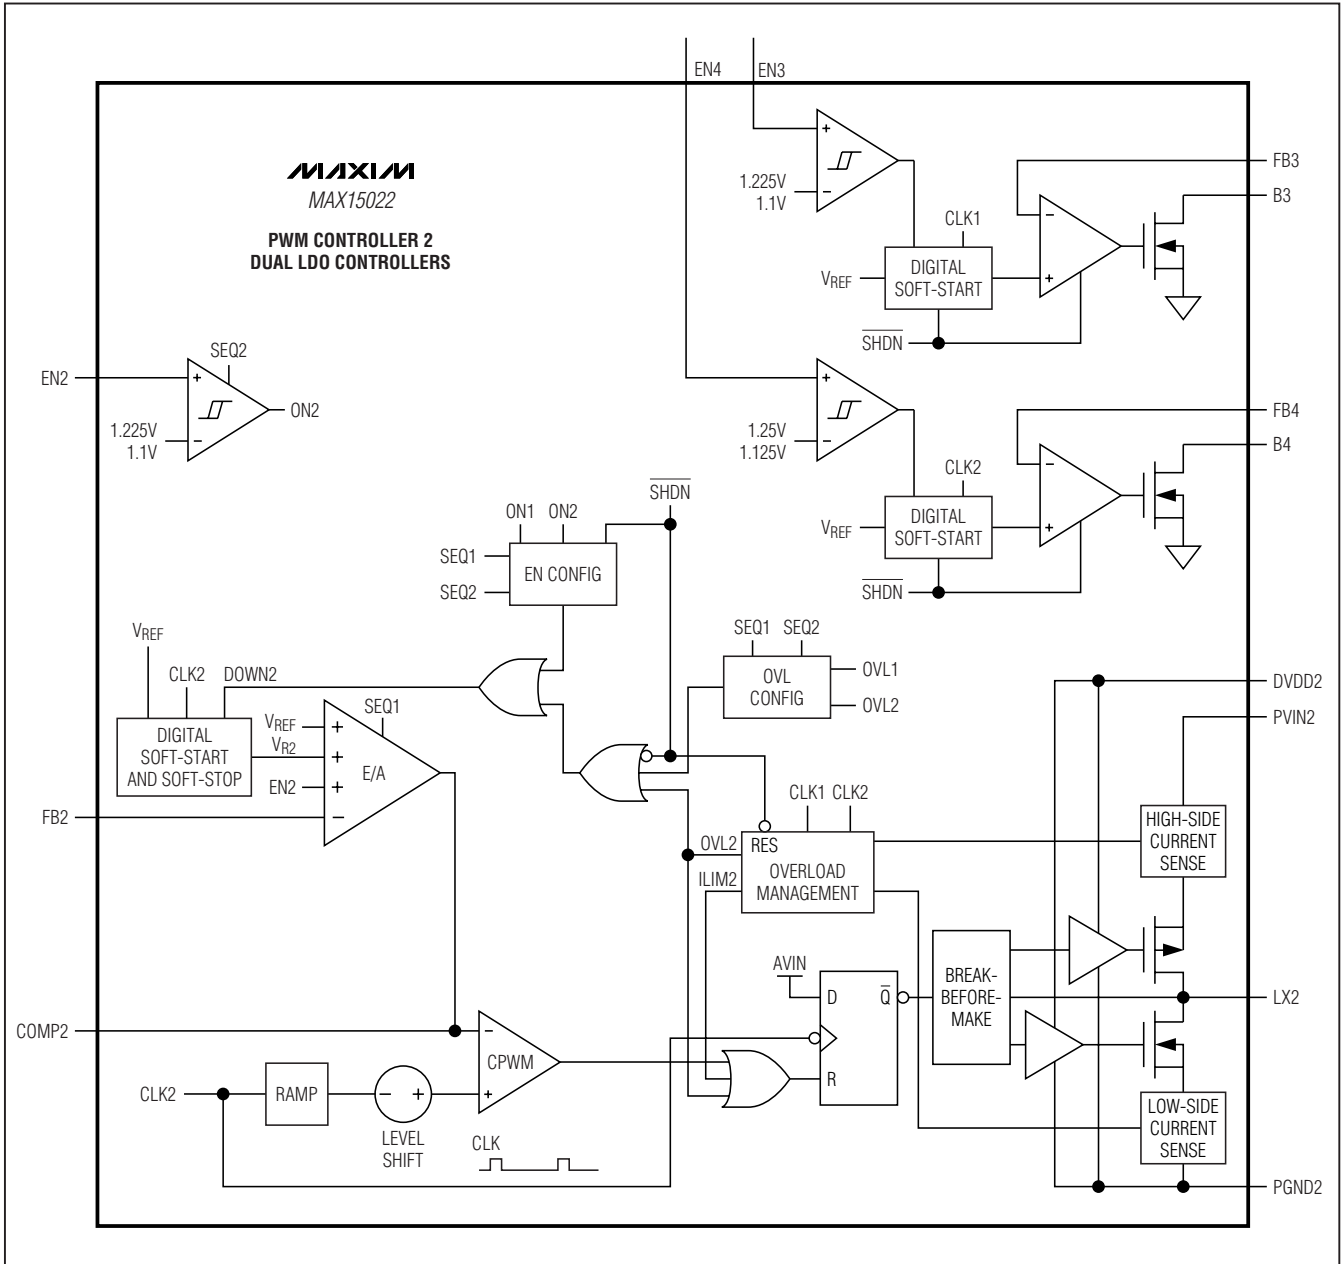 EN4
EN3
MAXIM
MAX15022
PWM CONTROLLER 2
DUAL LDO CONTROLLERS
+
1.225V
1.1V
−
CLK1
VREF
DIGITAL
SOFT-START
SHDN
−
+
FB3
B3
EN2
SEQ2
+
ON2
1.225V
1.1V
−
+
1.25V
1.125V
−
CLK2
VREF
DIGITAL
SOFT-START
SHDN
−
+
FB4
B4
SHDN
ON1
ON2
SEQ1
SEQ2
EN CONFIG
SEQ1
SEQ2
OVL
CONFIG
OVL1
OVL2
VREF
CLK2
DOWN2
DIGITAL
SOFT-START
AND SOFT-STOP
SEQ1
VREF
+
VR2
+
E/A
EN2
+
FB2
−
DVDD2
PVIN2
CLK1
CLK2
OVL2
RES
ILIM2
OVERLOAD
MANAGEMENT
HIGH-SIDE
CURRENT
SENSE
AVIN
D
Q
R
BREAK-
BEFORE-
MAKE
LX2
COMP2
−
CPWM
+
CLK2
RAMP
− +
LEVEL
SHIFT
CLK
LOW-SIDE
CURRENT
SENSE
PGND2